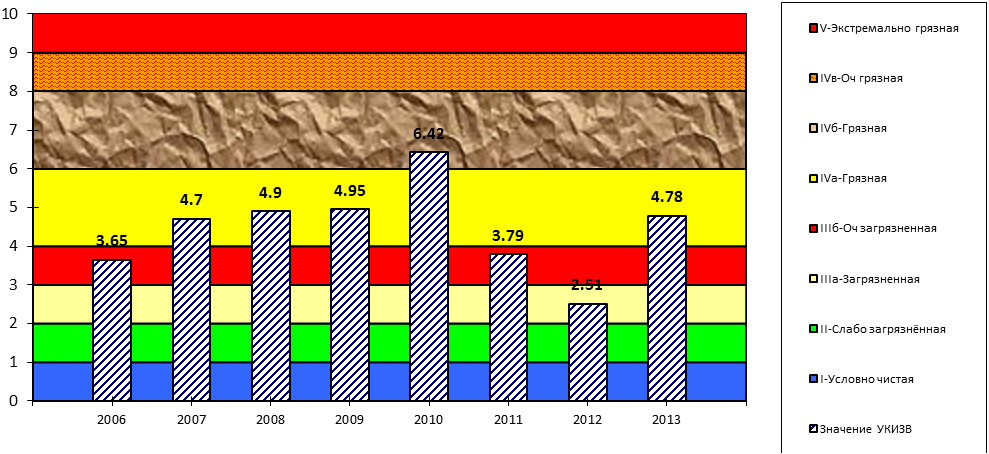 10
9
8
7
6
5
4
3
2
1
0
3.65
4.7
4.9
4.95
6.42
3.79
2.51
4.78
2006 2007 2008 2009 2010 2011 2012 2013
V-Экстремально грязная
IVв-Оч грязная
IVб-Грязная
IVа-Грязная
IIIб-Оч загрязненная
IIIа-Загрязненная
II-Слабо загрязнённая
I-Условно чистая
Значение УКИЗВ